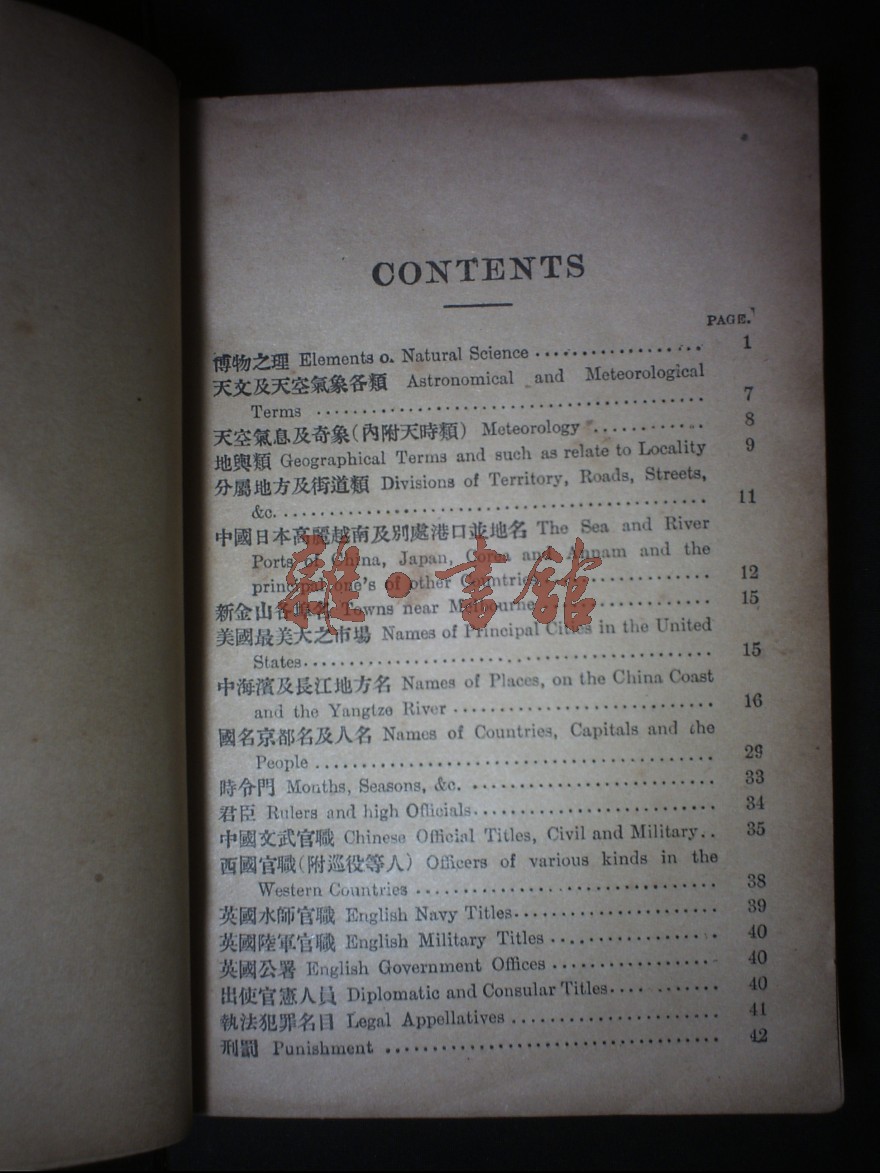 CONTENTS
PAGE.
博物之理 Elements o. Natural Science .................. 1
天文及天空氣象各類 Astronomical and Meteorological
Terms .......................................... 7
天空氣息及奇象(內附天時類) Meteorology ............ 8
地輿類 Geographical Terms and such as relate to Locality 9
分屬地方及街道類 Divisions of Territory, Roads, Streets,
&c. ............................................. 11
中國日本高麗越南及別處港口並地名 The Sea and River
Ports of China, Japan, Corea and Annam and the
principal one's of other Countries ................. 12
新金山各埠名 Towns near Melbourne .................. 15
美國最美大之市場 Names of Principal Cities in the United
States............................................ 15
中海濱及長江地方名 Names of Places, on the China Coast
and the Yangtze River ............................ 16
國名京都名及人名 Names of Countries, Capitals and the
People ........................................... 29
時令門 Months, Seasons, &c. ........................ 33
君臣 Rulers and high Officials........................ 34
中國文武官職 Chinese Official Titles, Civil and Military.. 35
西國官職(附巡役等人) Officers of various kinds in the
Western Countries ................................ 38
英國水師官職 English Navy Titles..................... 39
英國陸軍官職 English Military Titles ................. 40
英國公署 English Government Offices ................. 40
出使官憲人員 Diplomatic and Consular Titles........... 40
執法犯罪名目 Legal Appellatives ..................... 41
刑罰 Punishment ................................... 42
雜·書館